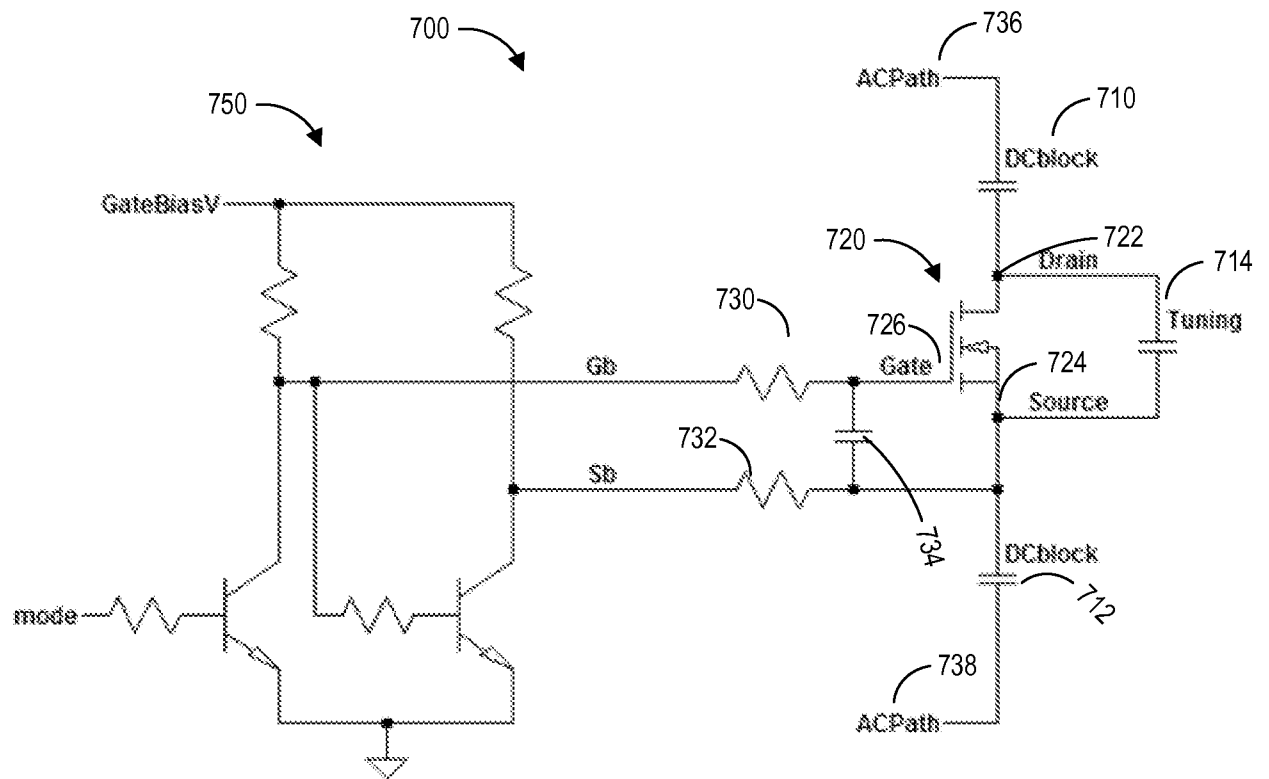 700
736
ACPath
750
710
DCblock
GateBiasV
720
722
Drain
714
730
726
Tuning
Gb
Gate
724
Source
732
Sb
734
DCblock
mode
712
738
ACPath